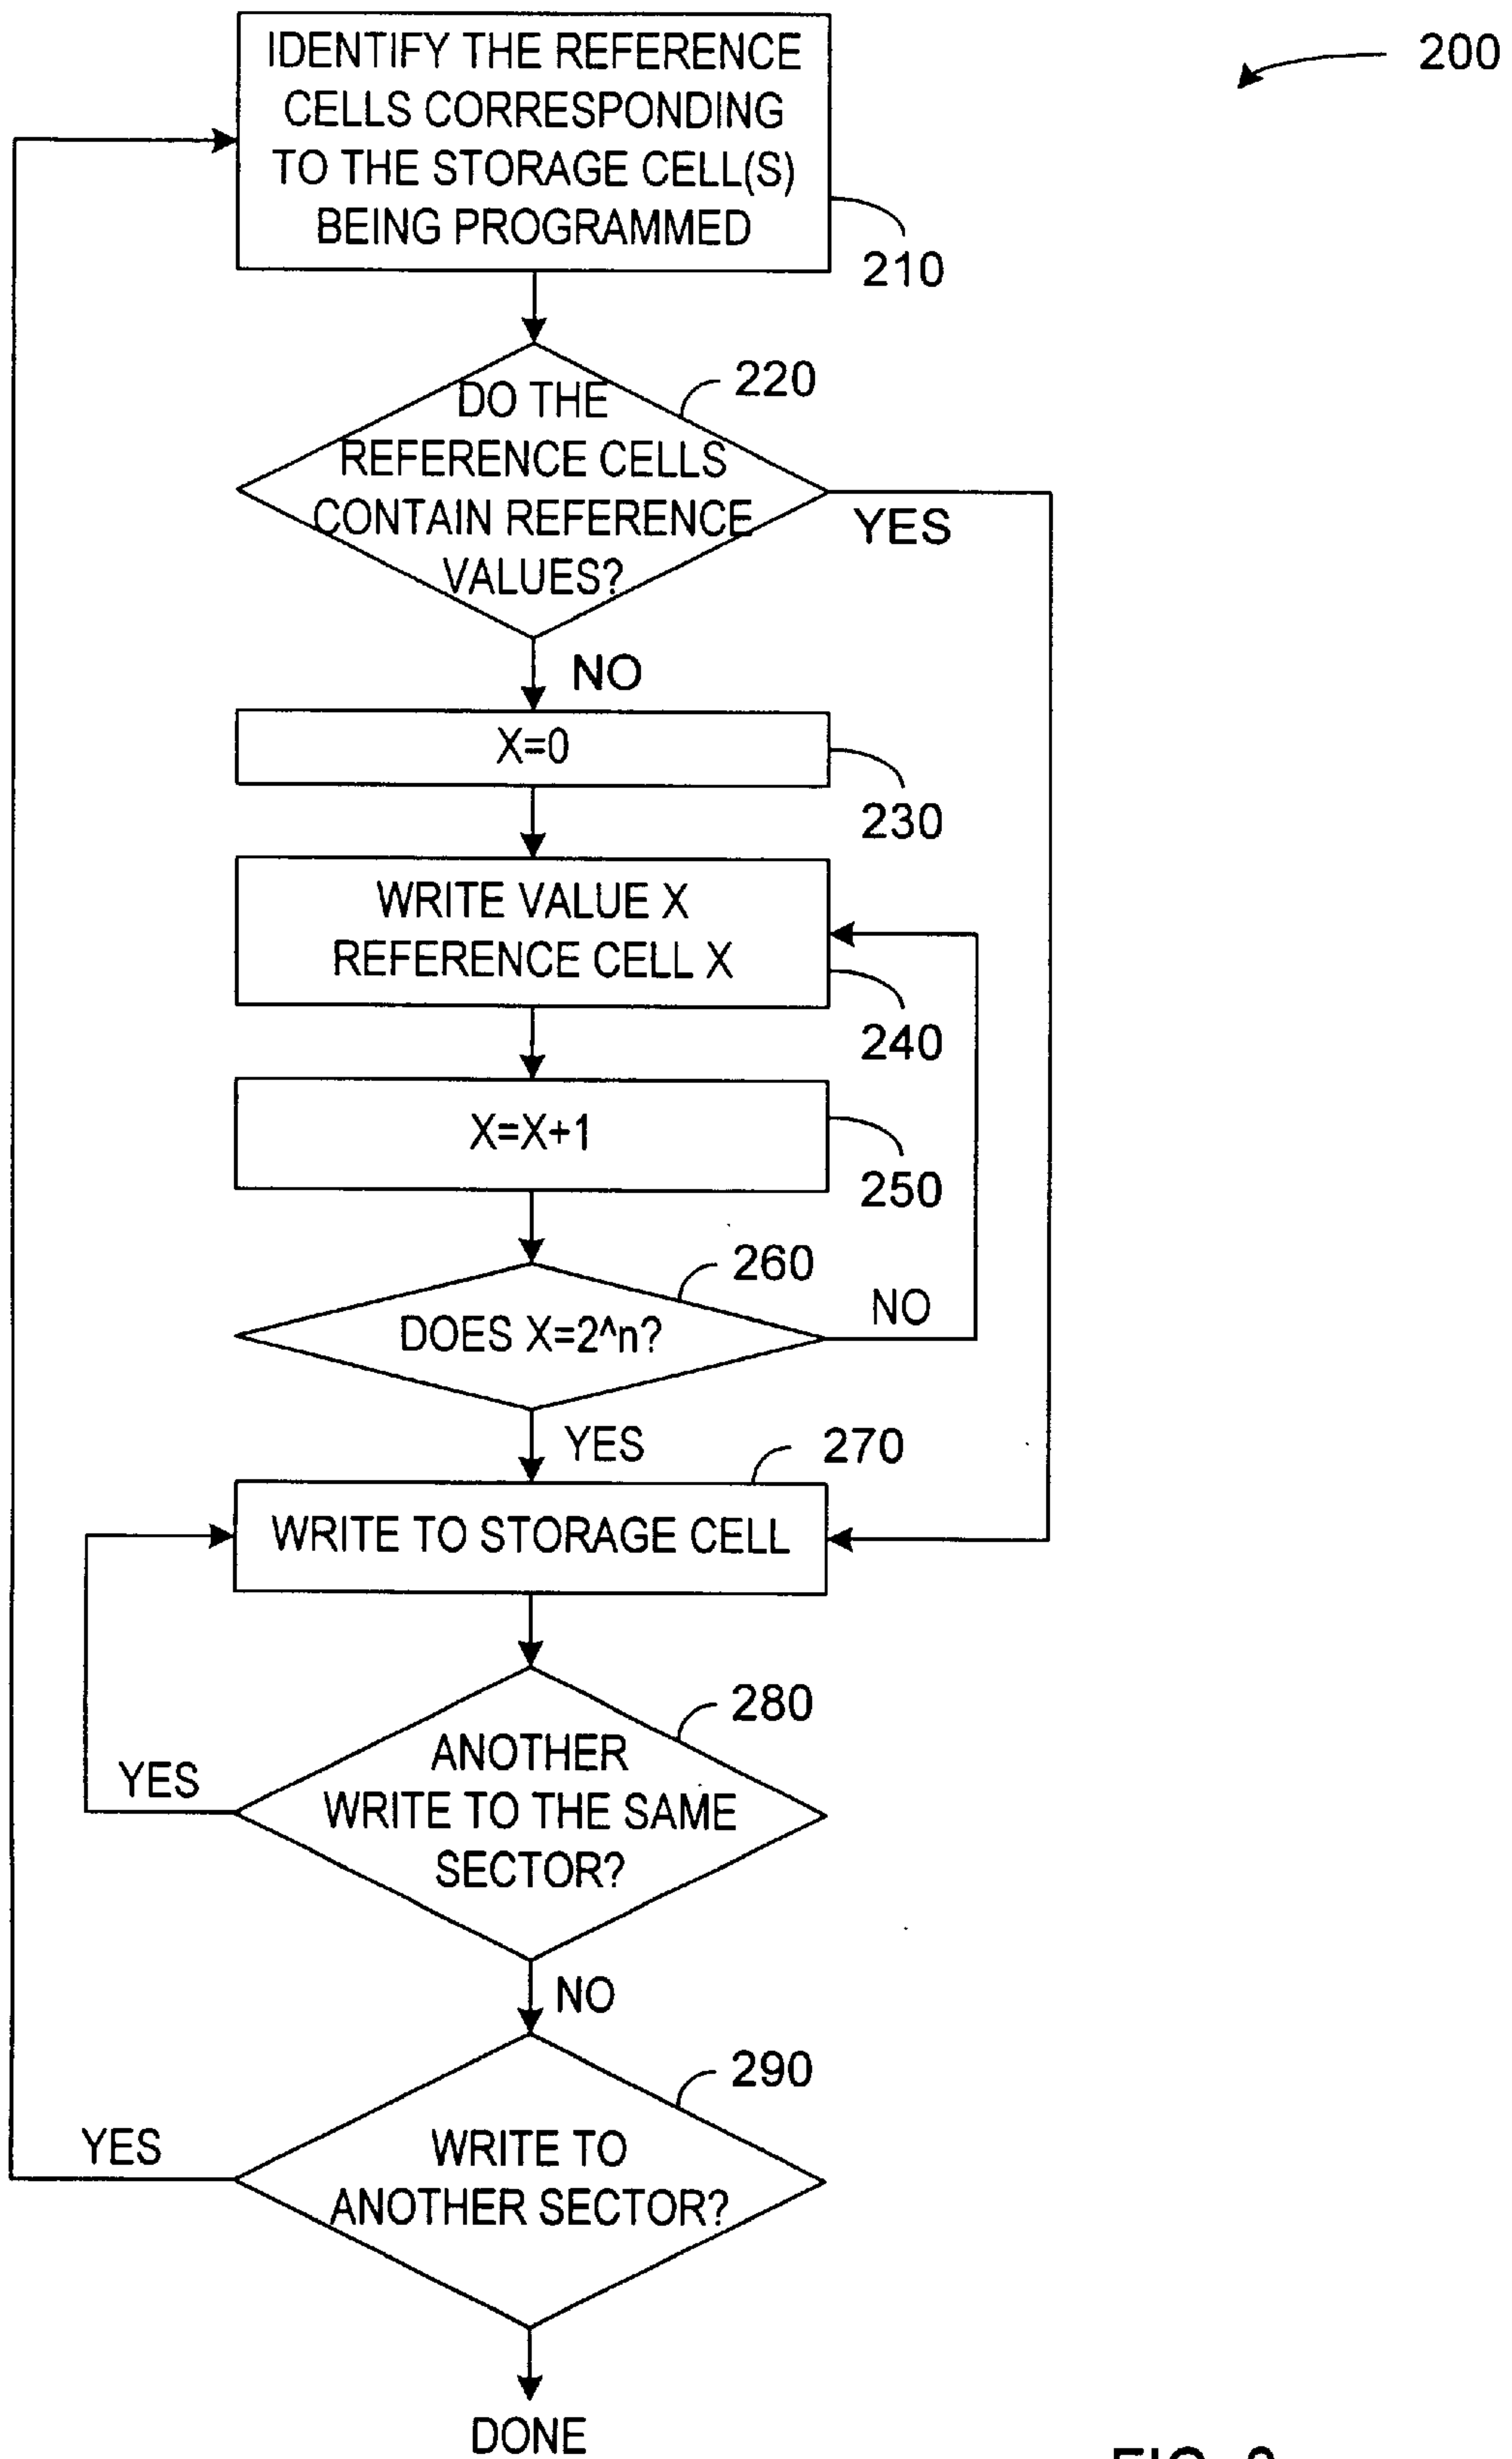 200
IDENTIFY THE REFERENCE
CELLS CORRESPONDING
TO THE STORAGE CELL(S)
BEING PROGRAMMED
210
220
DO THE
REFERENCE CELLS
CONTAIN REFERENCE
VALUES?
YES
NO
X=0
230
WRITE VALUE X
REFERENCE CELL X
240
X=X+1
250
260
DOES X=2^n?
NO
YES
270
WRITE TO STORAGE CELL
280
ANOTHER
WRITE TO THE SAME
SECTOR?
YES
NO
290
WRITE TO
ANOTHER SECTOR?
YES
DONE
FIG.